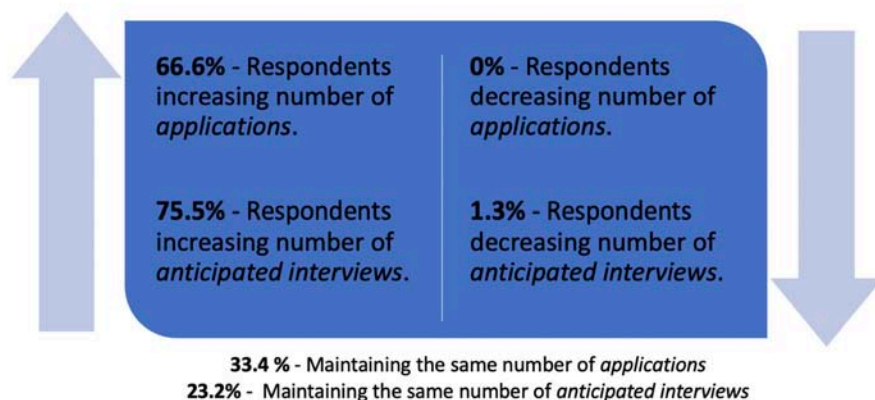 66.6% - Respondents
increasing number of
applications.
75.5% - Respondents
increasing number of
anticipated interviews.
0% - Respondents
decreasing number of
applications.
1.3% - Respondents
decreasing number of
anticipated interviews.
33.4 % - Maintaining the same number of applications
23.2% - Maintaining the same number of anticipated interviews